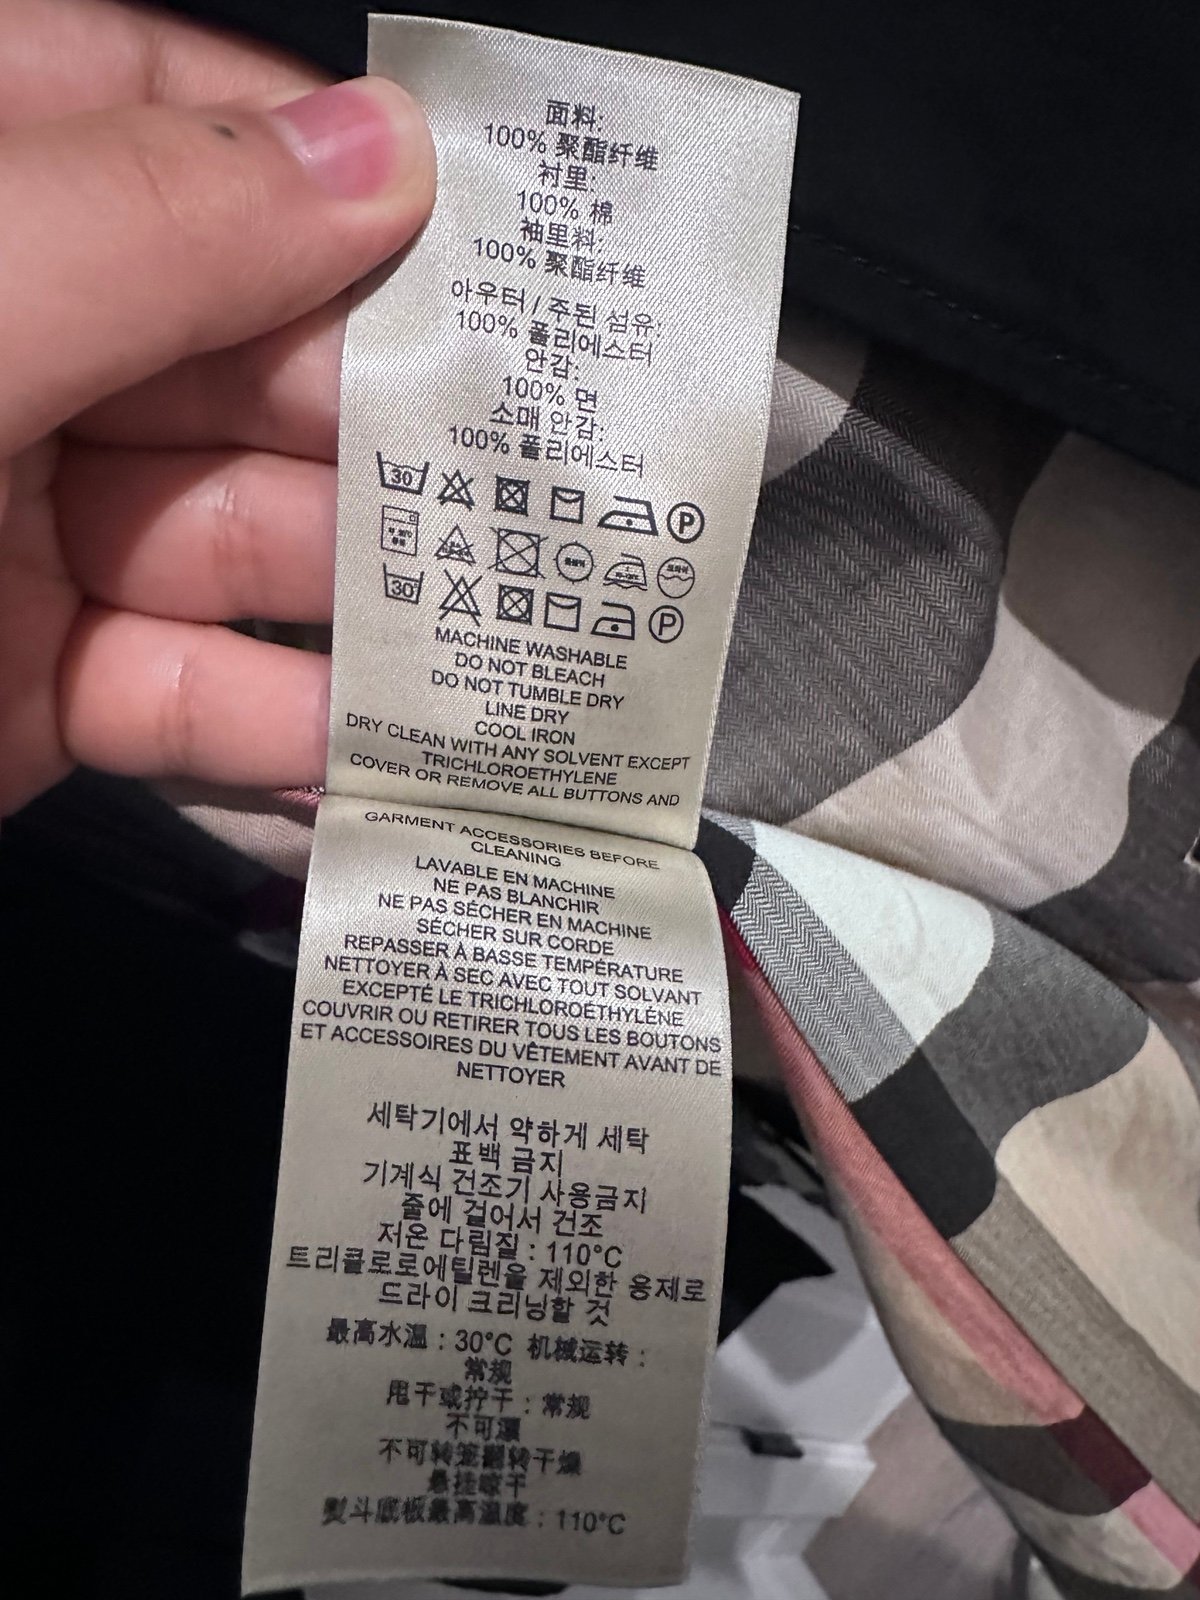 面料:
100% 聚酯纤维
衬里:
100% 棉
袖里料:
100% 聚酯纤维
아우터 / 주된 섬유:
100% 폴리에스터
안감:
100% 면
소매 안감:
100% 폴리에스터
30 P
30 P
MACHINE WASHABLE
DO NOT BLEACH
DO NOT TUMBLE DRY
LINE DRY
COOL IRON
DRY CLEAN WITH ANY SOLVENT EXCEPT
TRICHLOROETHYLENE
COVER OR REMOVE ALL BUTTONS AND
GARMENT ACCESSORIES BEFORE
CLEANING
LAVABLE EN MACHINE
NE PAS BLANCHIR
NE PAS SÉCHER EN MACHINE
SÉCHER SUR CORDE
REPASSER À BASSE TEMPÉRATURE
NETTOYER À SEC AVEC TOUT SOLVANT
EXCEPTÉ LE TRICHLOROÉTHYLÈNE
COUVRIR OU RETIRER TOUS LES BOUTONS
ET ACCESSOIRES DU VÊTEMENT AVANT DE
NETTOYER
세탁기에서 약하게 세탁
표백 금지
기계식 건조기 사용금지
줄에 걸어서 건조
저온 다림질 : 110°C
트리클로로에틸렌을 제외한 용제로
드라이 크리닝할 것
最高水温 : 30°C 机械运转 :
常规
甩干或拧干 : 常规
不可漂
不可转笼翻转干燥
悬挂晾干
熨斗底板最高温度 : 110°C